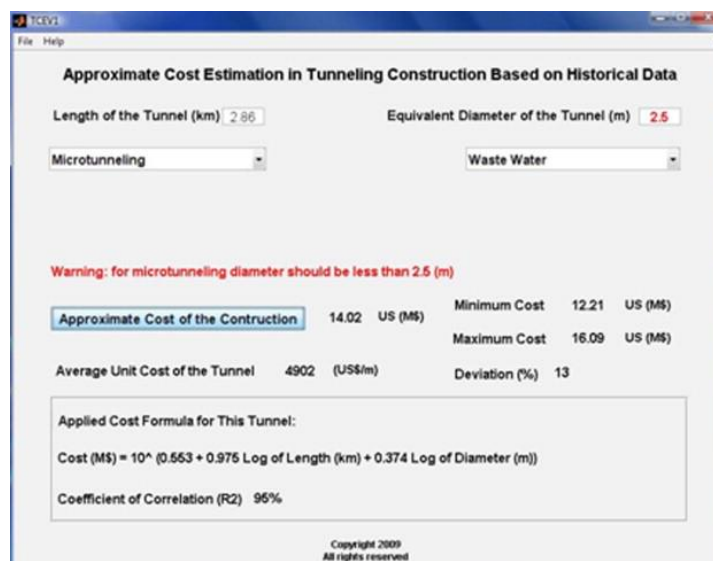 TCEV1
File Help
Approximate Cost Estimation in Tunneling Construction Based on Historical Data
Length of the Tunnel (km) 2.86 Equivalent Diameter of the Tunnel (m) 2.5
Microtunneling Waste Water
Warning: for microtunneling diameter should be less than 2.5 (m)
Approximate Cost of the Contruction 14.02 US (M$) Minimum Cost 12.21 US (M$)
Maximum Cost 16.09 US (M$)
Average Unit Cost of the Tunnel 4902 (US$/m) Deviation (%) 13
Applied Cost Formula for This Tunnel:
Cost (M$) = 10^ (0.553 + 0.975 Log of Length (km) + 0.374 Log of Diameter (m))
Coefficient of Correlation (R2) 95%
Copyright 2009
All rights reserved